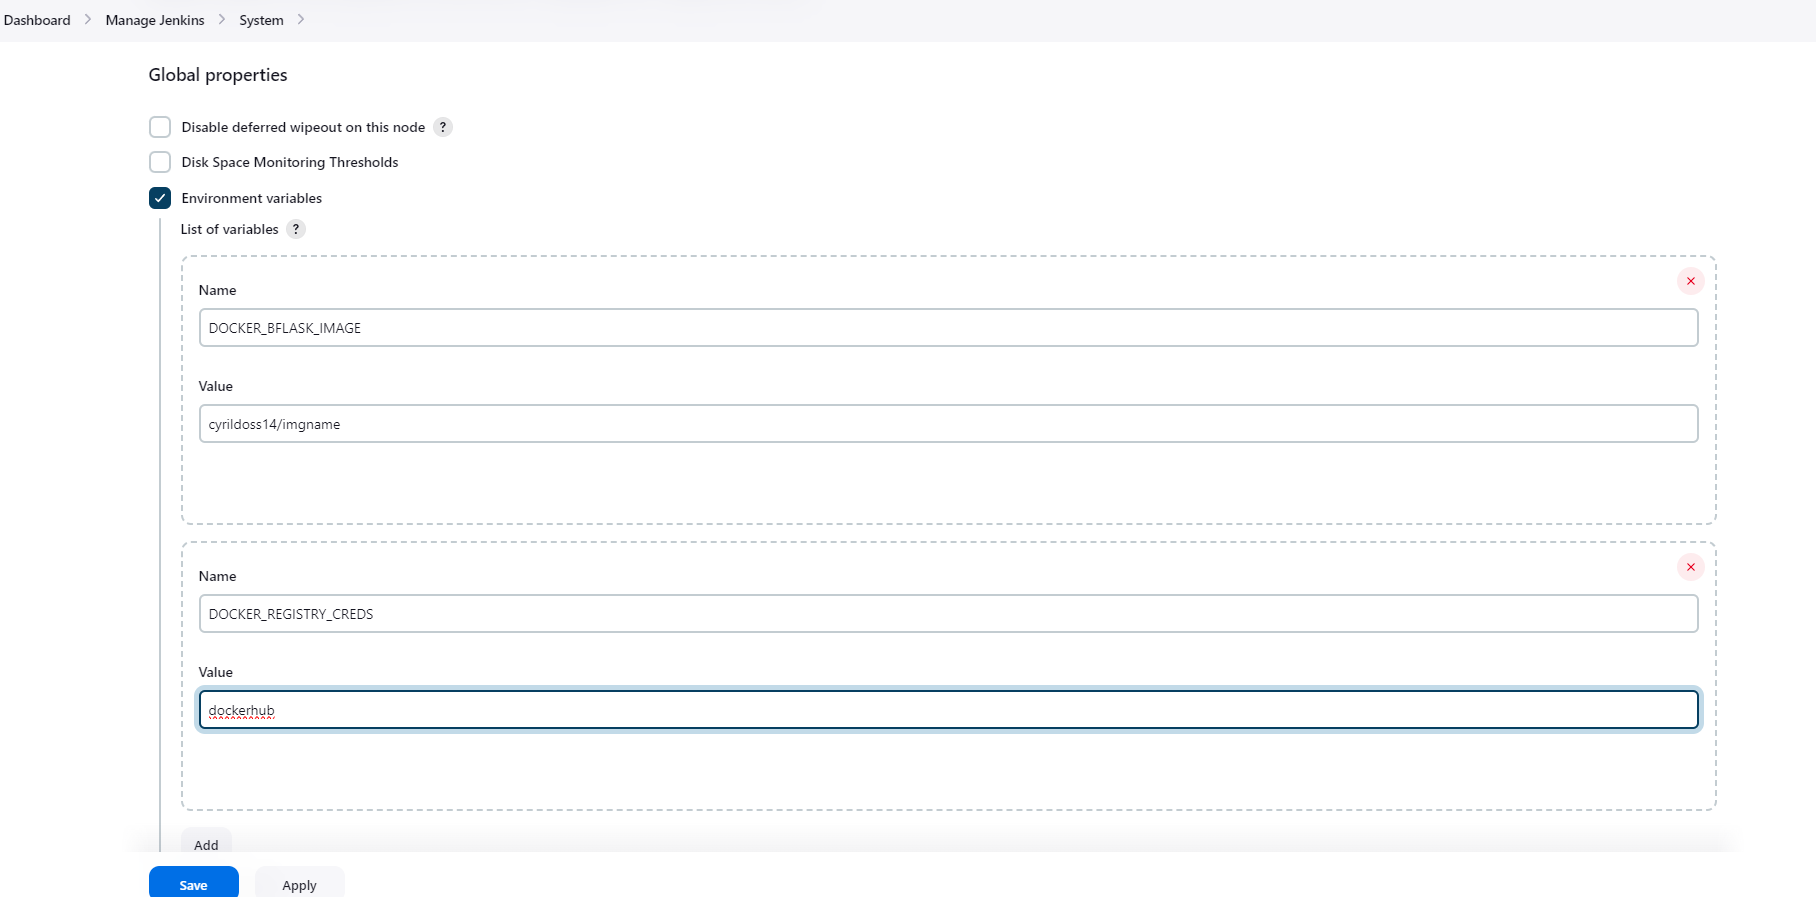 Dashboard > Manage Jenkins > System >
Global properties
Disable deferred wipeout on this node ?
Disk Space Monitoring Thresholds
Environment variables
List of variables ?
Name
DOCKER_BFLASK_IMAGE
Value
cyrildoss14/imgname
Name
DOCKER_REGISTRY_CREDS
Value
dockerhub
Add
Save Apply